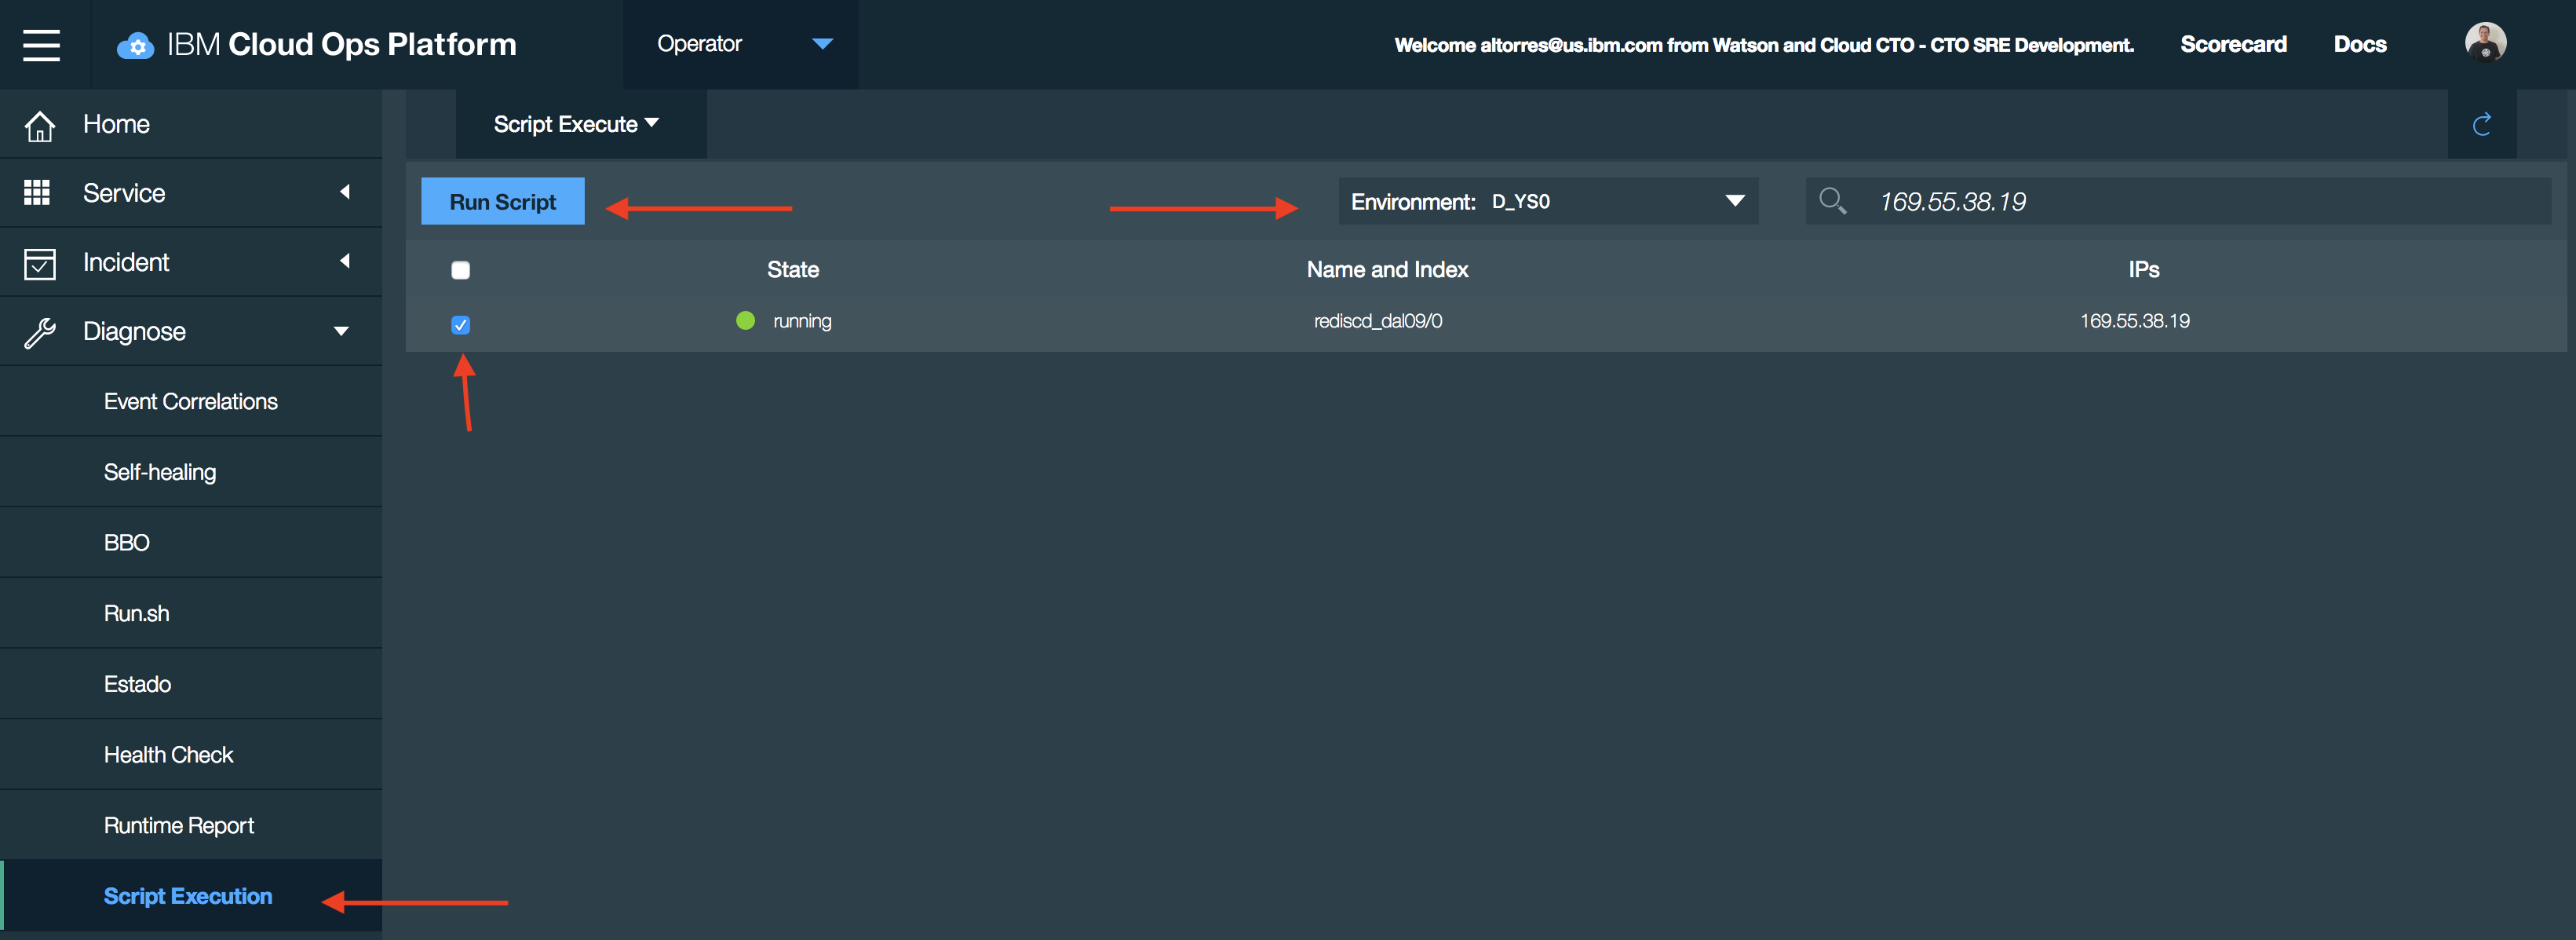 IBM Cloud Ops Platform
Operator
Welcome altorres@us.ibm.com from Watson and Cloud CTO - CTO SRE Development.
Scorecard
Docs
Home
Service
Incident
Diagnose
Event Correlations
Self-healing
BBO
Run.sh
Estado
Health Check
Runtime Report
Script Execution
Script Execute
Run Script
Environment: D_YS0
169.55.38.19
State
Name and Index
IPs
running
rediscd_dal09/0
169.55.38.19